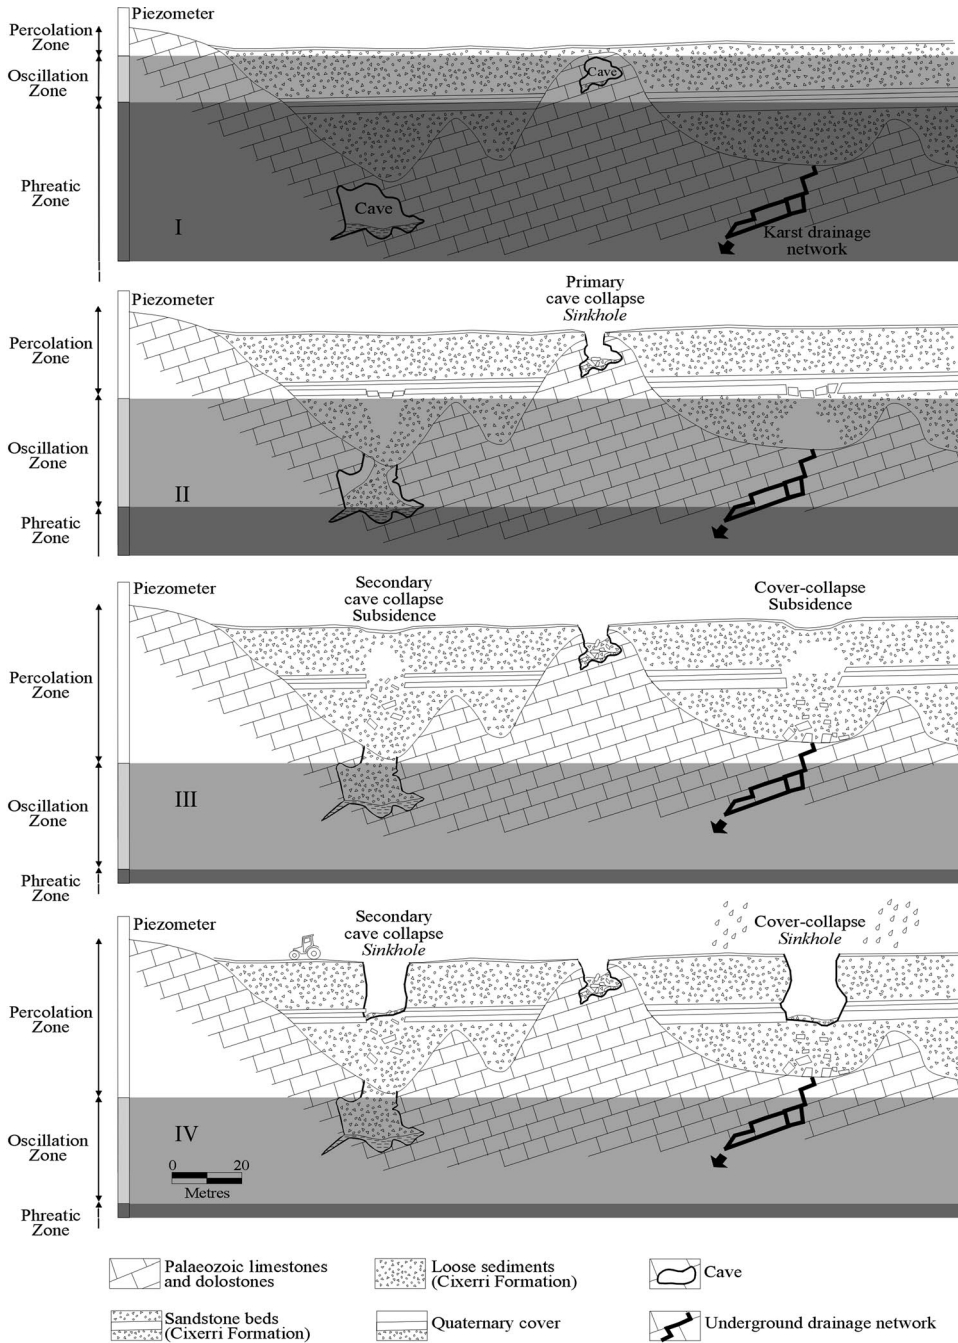 Piezometer
Percolation
Zone
Oscillation
Zone
Cave
Phreatic
Zone
Cave
I
Karst drainage
network
Piezometer
Primary
cave collapse
Sinkhole
Percolation
Zone
Oscillation
Zone
II
Phreatic
Zone
Piezometer
Secondary
cave collapse
Subsidence
Cover-collapse
Subsidence
Percolation
Zone
Oscillation
Zone
III
Phreatic
Zone
Piezometer
Secondary
cave collapse
Sinkhole
Cover-collapse
Sinkhole
Percolation
Zone
Oscillation
Zone
IV
0 20
Metres
Phreatic
Zone
Palaeozoic limestones
and dolostones
Loose sediments
(Cixerri Formation)
Cave
Sandstone beds
(Cixerri Formation)
Quaternary cover
Underground drainage network